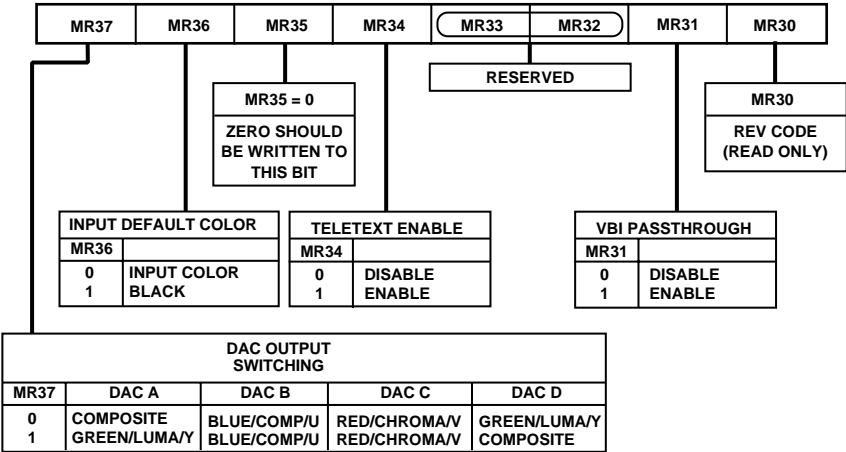 MR37 MR36 MR35 MR34 MR33 MR32 MR31 MR30
RESERVED
MR35 = 0
ZERO SHOULD
BE WRITTEN TO
THIS BIT
MR30
REV CODE
(READ ONLY)
INPUT DEFAULT COLOR
MR36
0 INPUT COLOR
1 BLACK
TELETEXT ENABLE
MR34
0 DISABLE
1 ENABLE
VBI PASSTHROUGH
MR31
0 DISABLE
1 ENABLE
DAC OUTPUT
SWITCHING
MR37 DAC A DAC B DAC C DAC D
0 COMPOSITE BLUE/COMP/U RED/CHROMA/V GREEN/LUMA/Y
1 GREEN/LUMA/Y BLUE/COMP/U RED/CHROMA/V COMPOSITE